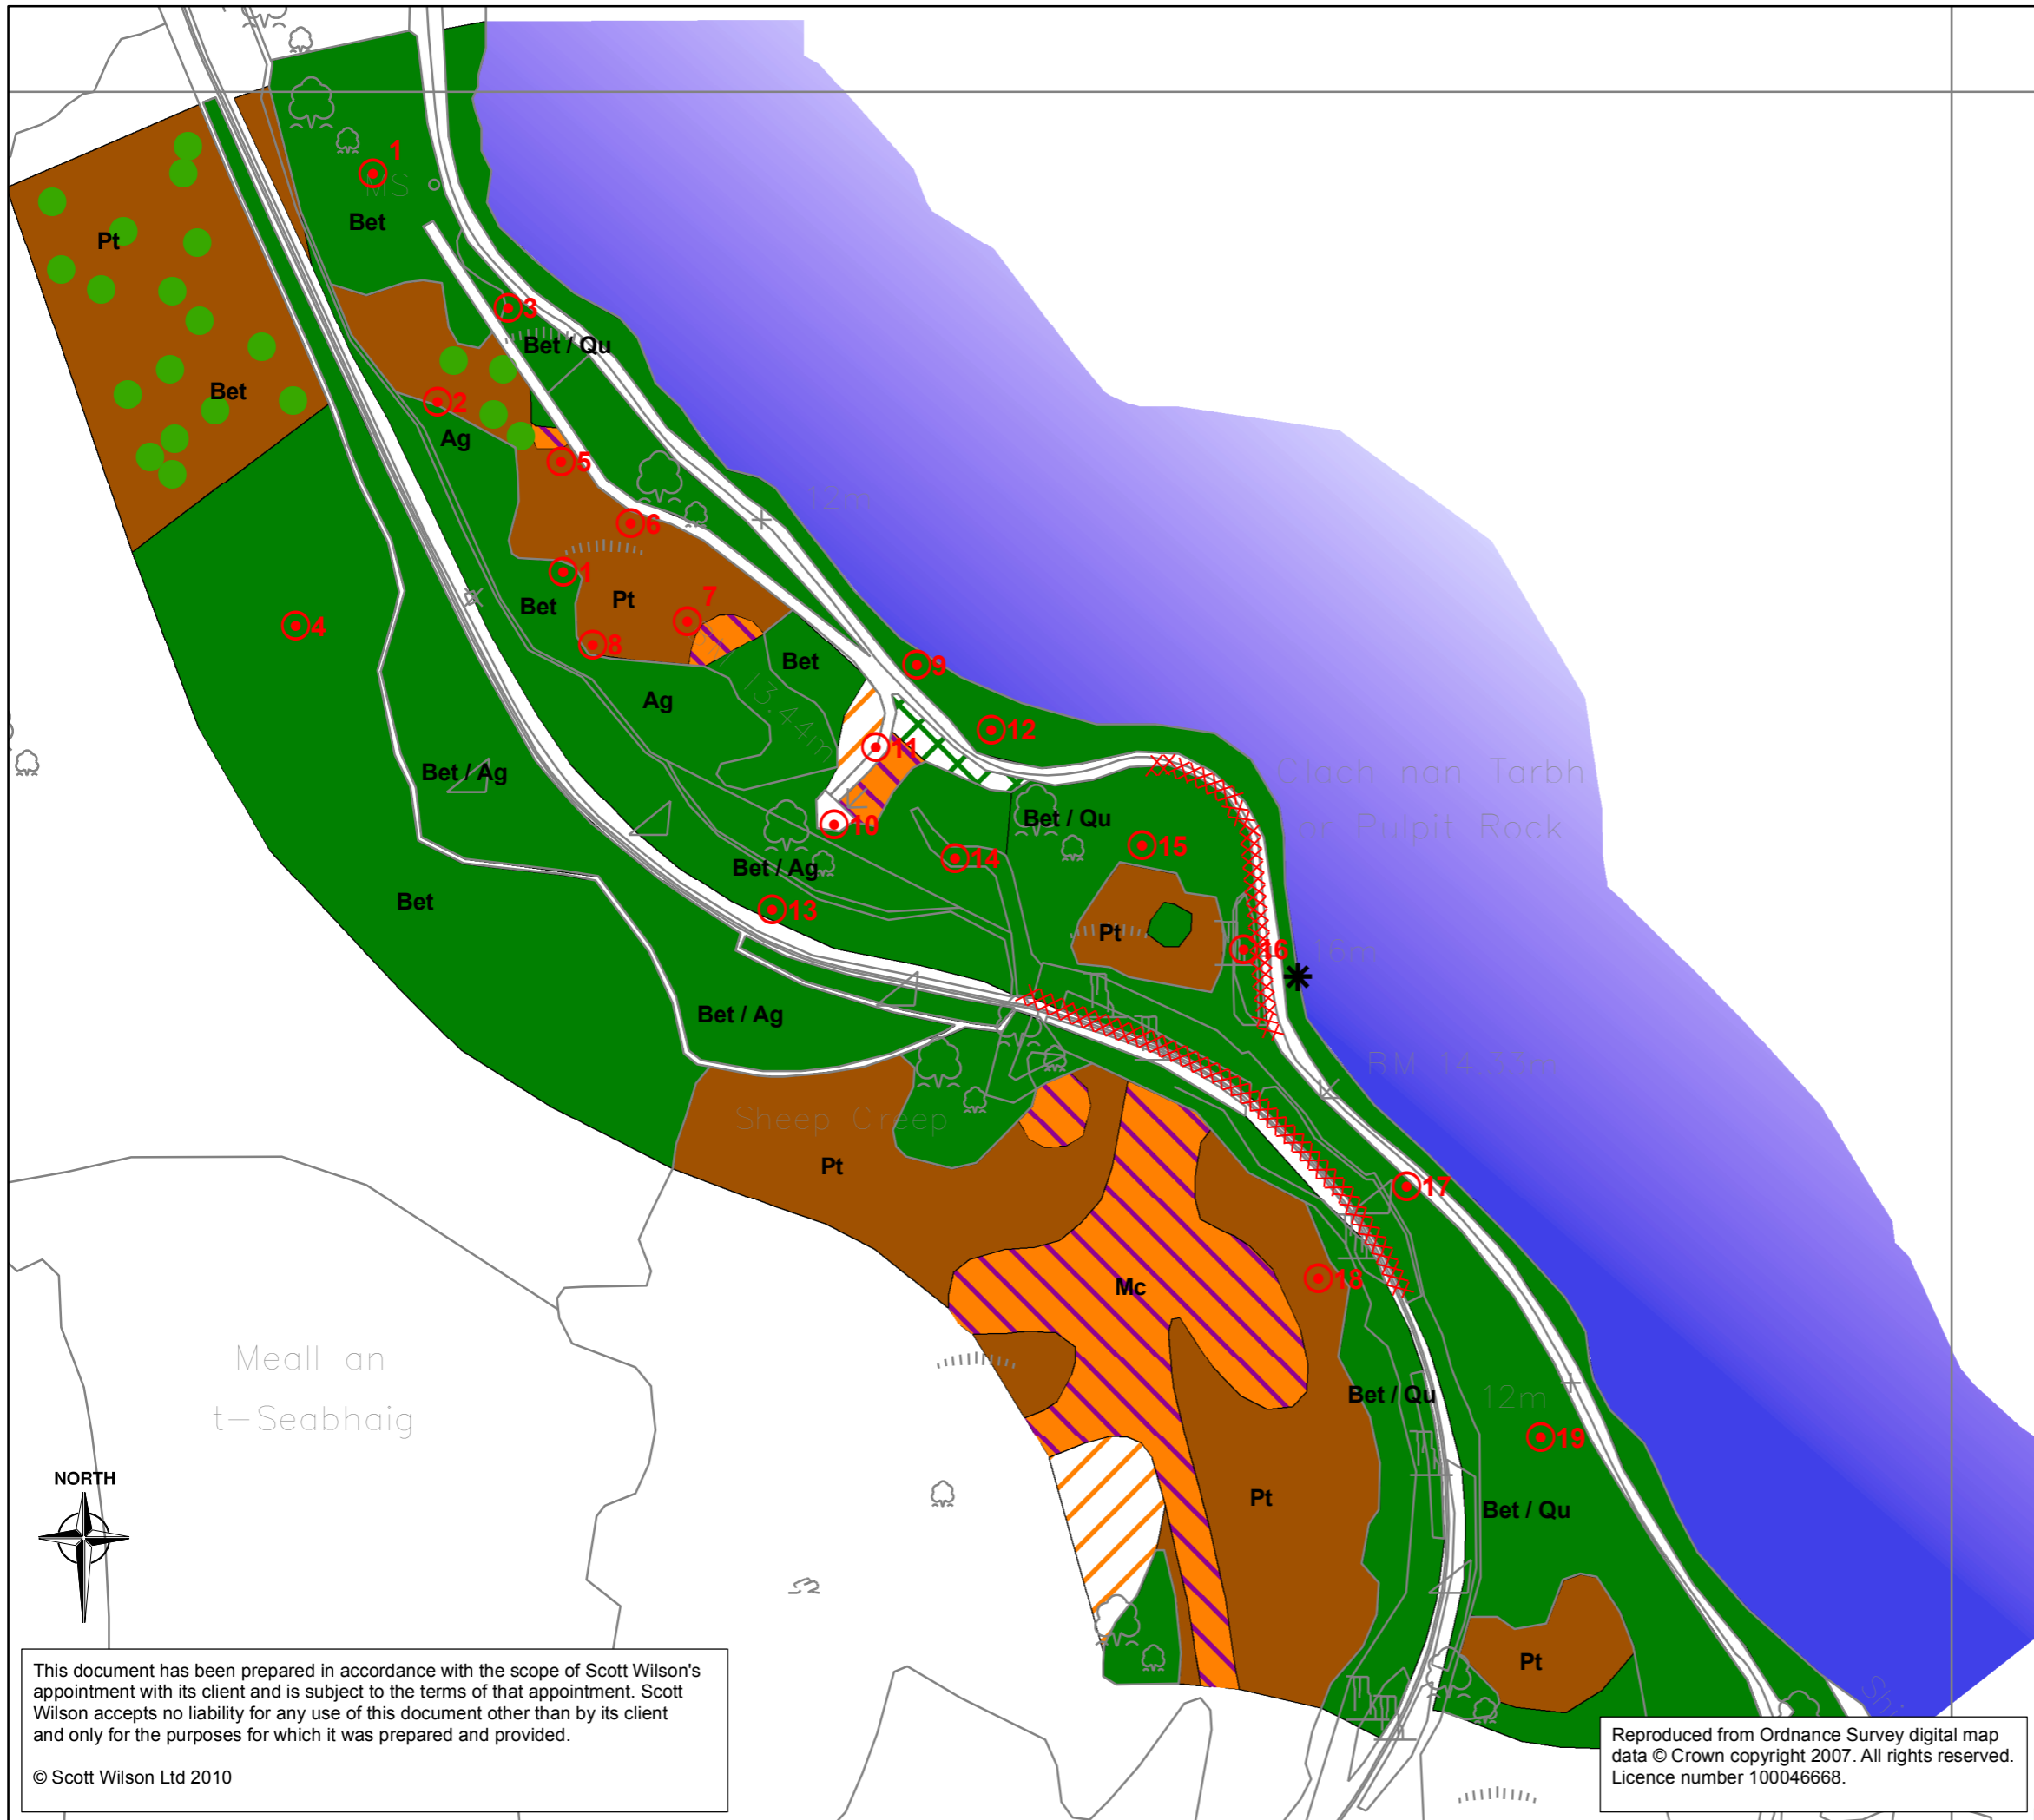 1
MS
Bet
Pt
3
Bet / Qu
Bet
2
Ag
5
12m
6
1
Bet
Pt
7
4
8
Bet
9
Ag
13.44m
12
11
Bet / Ag
Clach nan Tarbh
Bet / Qu
10
Pulpit Rock
15
14
Bet / Ag
Bet
13
Pt
16
16m
Bet / Ag
BM 14.33m
Sheep Creep
Pt
17
18
Mc
Meall an
t-Seabhaig
Bet / Qu
12m
19
NORTH
Pt
Bet / Qu
Pt
This document has been prepared in accordance with the scope of Scott Wilson's
appointment with its client and is subject to the terms of that appointment. Scott
Wilson accepts no liability for any use of this document other than by its client
and only for the purposes for which it was prepared and provided.
© Scott Wilson Ltd 2010
Reproduced from Ordnance Survey digital map
data © Crown copyright 2007. All rights reserved.
Licence number 100046668.